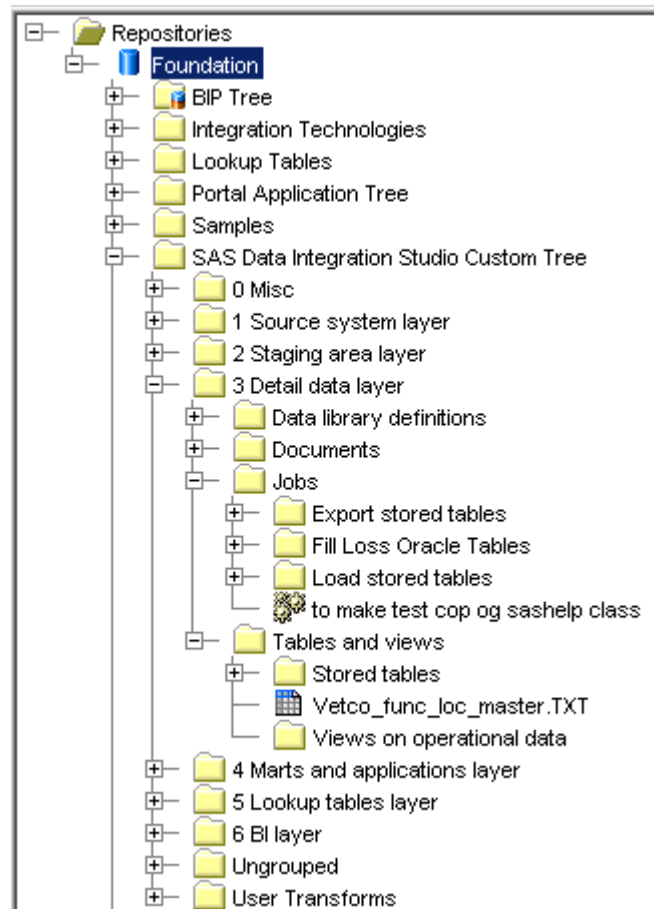 Repositories
Foundation
BIP Tree
Integration Technologies
Lookup Tables
Portal Application Tree
Samples
SAS Data Integration Studio Custom Tree
0 Misc
1 Source system layer
2 Staging area layer
3 Detail data layer
Data library definitions
Documents
Jobs
Export stored tables
Fill Loss Oracle Tables
Load stored tables
to make test cop og sashelp class
Tables and views
Stored tables
Vetco_func_loc_master.TXT
Views on operational data
4 Marts and applications layer
5 Lookup tables layer
6 BI layer
Ungrouped
User Transforms